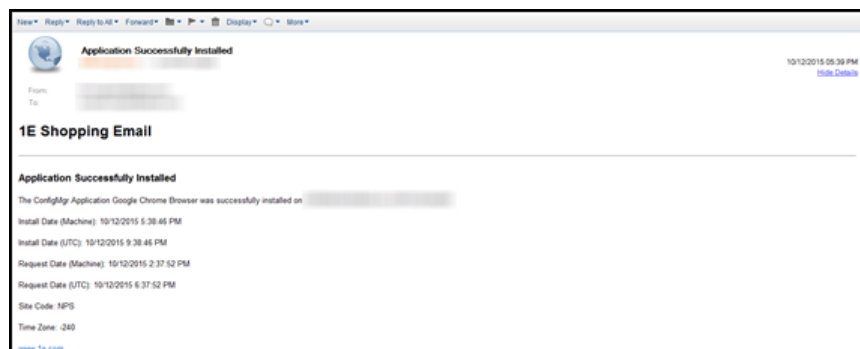 New Reply Reply to All Forward Display More
Application Successfully Installed
10/12/2015 05:39 PM
Hide Details
From:
To:
1E Shopping Email
Application Successfully Installed
The ConfigMgr Application Google Chrome Browser was successfully installed on
Install Date (Machine): 10/12/2015 5:38:46 PM
Install Date (UTC): 10/12/2015 9:38:46 PM
Request Date (Machine): 10/12/2015 2:37:52 PM
Request Date (UTC): 10/12/2015 6:37:52 PM
Site Code: NPS
Time Zone: -240
www.1e.com